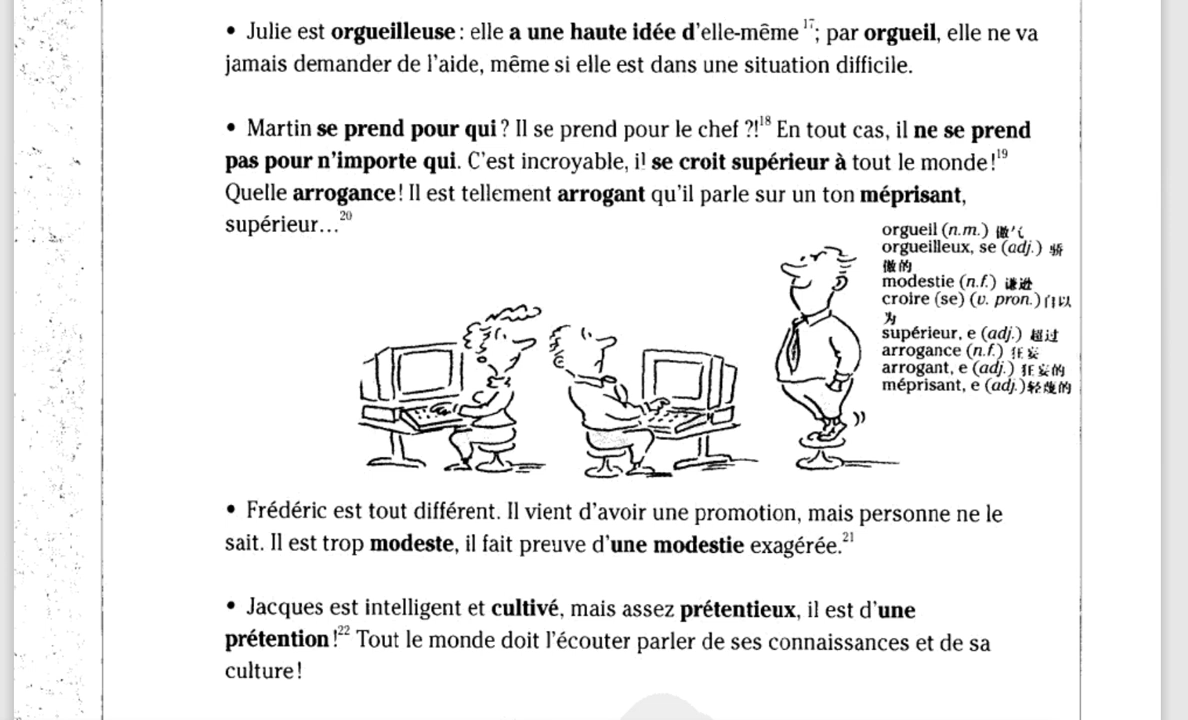 • Julie est orgueilleuse : elle a une haute idée d'elle-même 17; par orgueil, elle ne va
jamais demander de l'aide, même si elle est dans une situation difficile.
• Martin se prend pour qui ? Il se prend pour le chef ?!18 En tout cas, il ne se prend
pas pour n'importe qui. C'est incroyable, il se croit supérieur à tout le monde !19
Quelle arrogance ! Il est tellement arrogant qu'il parle sur un ton méprisant,
supérieur...20
orgueil (n.m.) 傲气
orgueilleux, se (adj.) 骄
傲的
modestie (n.f.) 谦逊
croire (se) (v. pron.) 自以
为
supérieur, e (adj.) 超过
arrogance (n.f.) 狂妄
arrogant, e (adj.) 狂妄的
méprisant, e (adj.) 轻蔑的
• Frédéric est tout différent. Il vient d'avoir une promotion, mais personne ne le
sait. Il est trop modeste, il fait preuve d'une modestie exagérée.21
• Jacques est intelligent et cultivé, mais assez prétentieux, il est d'une
prétention !22 Tout le monde doit l'écouter parler de ses connaissances et de sa
culture !